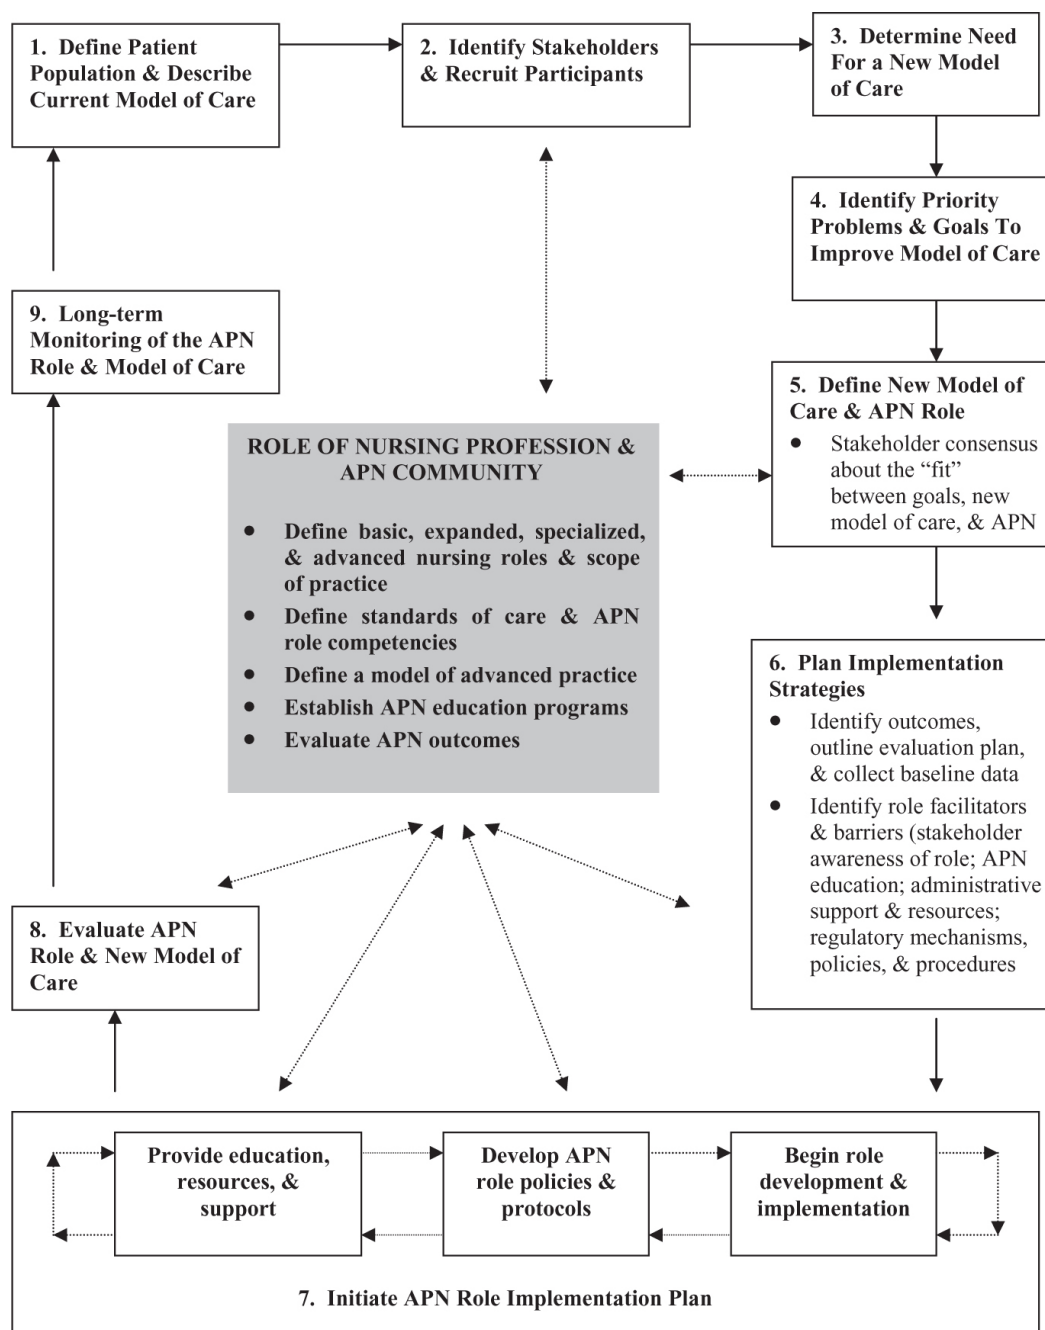 1. Define Patient
Population & Describe
Current Model of Care
2. Identify Stakeholders
& Recruit Participants
3. Determine Need
For a New Model
of Care
4. Identify Priority
Problems & Goals To
Improve Model of Care
9. Long-term
Monitoring of the APN
Role & Model of Care
5. Define New Model of
Care & APN Role
● Stakeholder consensus
about the “fit”
between goals, new
model of care, & APN
ROLE OF NURSING PROFESSION &
APN COMMUNITY
● Define basic, expanded, specialized,
& advanced nursing roles & scope
of practice
● Define standards of care & APN
role competencies
● Define a model of advanced practice
● Establish APN education programs
● Evaluate APN outcomes
6. Plan Implementation
Strategies
● Identify outcomes,
outline evaluation plan,
& collect baseline data
● Identify role facilitators
& barriers (stakeholder
awareness of role; APN
education; administrative
support & resources;
regulatory mechanisms,
policies, & procedures
8. Evaluate APN
Role & New Model of
Care
Provide education,
resources, &
support
Develop APN
role policies &
protocols
Begin role
development &
implementation
7. Initiate APN Role Implementation Plan